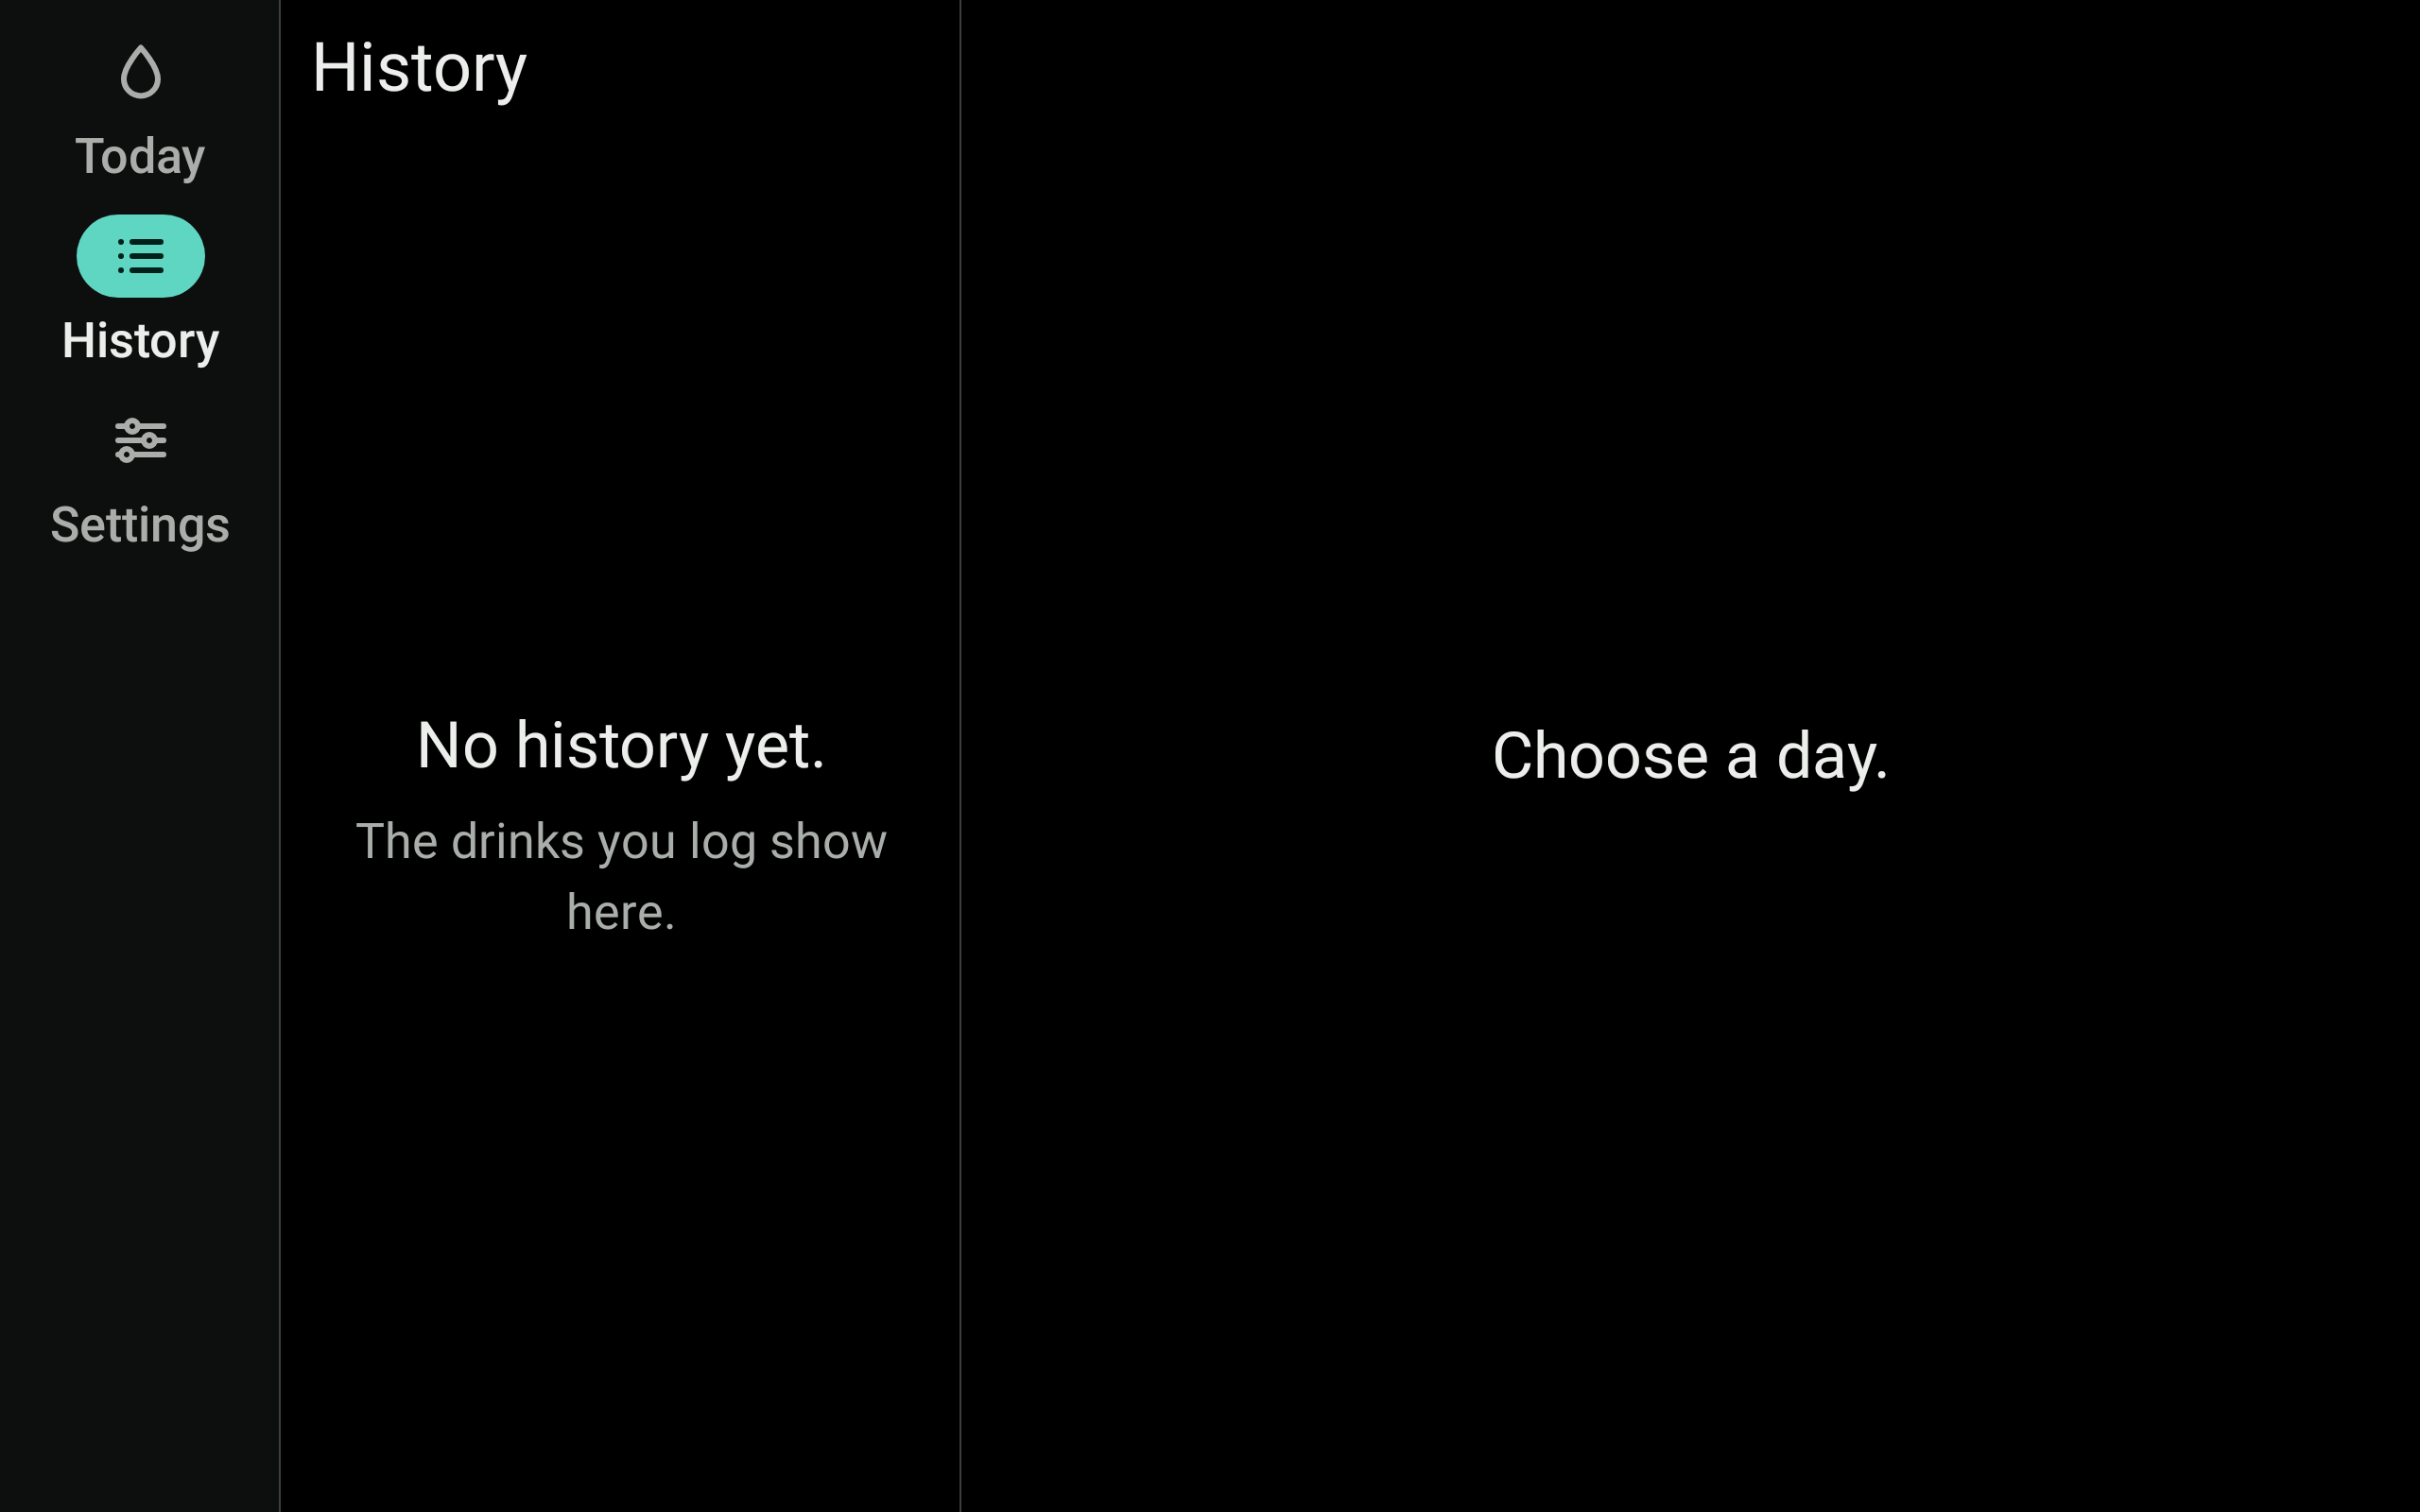 Today
History
Settings
History
No history yet.
The drinks you log show
here.
Choose a day.